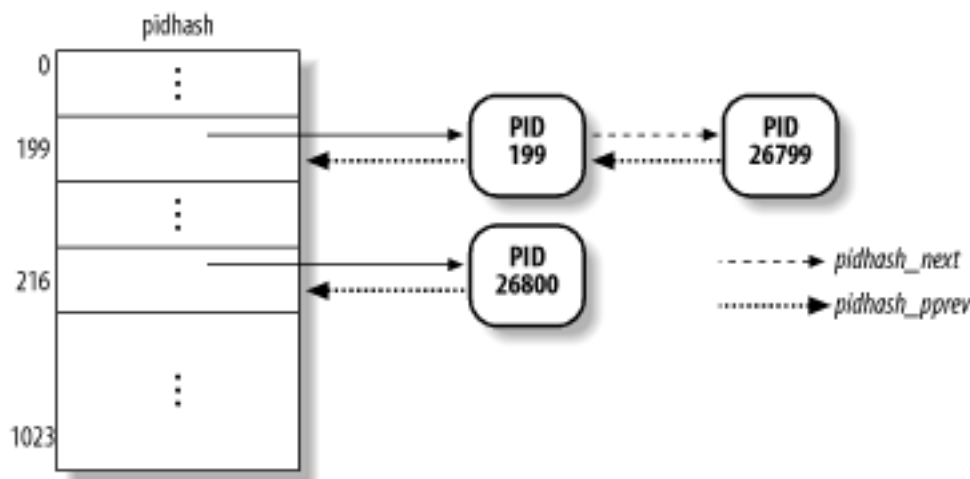 pidhash
0
199
PID
199
PID
26799
216
PID
26800
pidhash_next
pidhash_pprev
1023